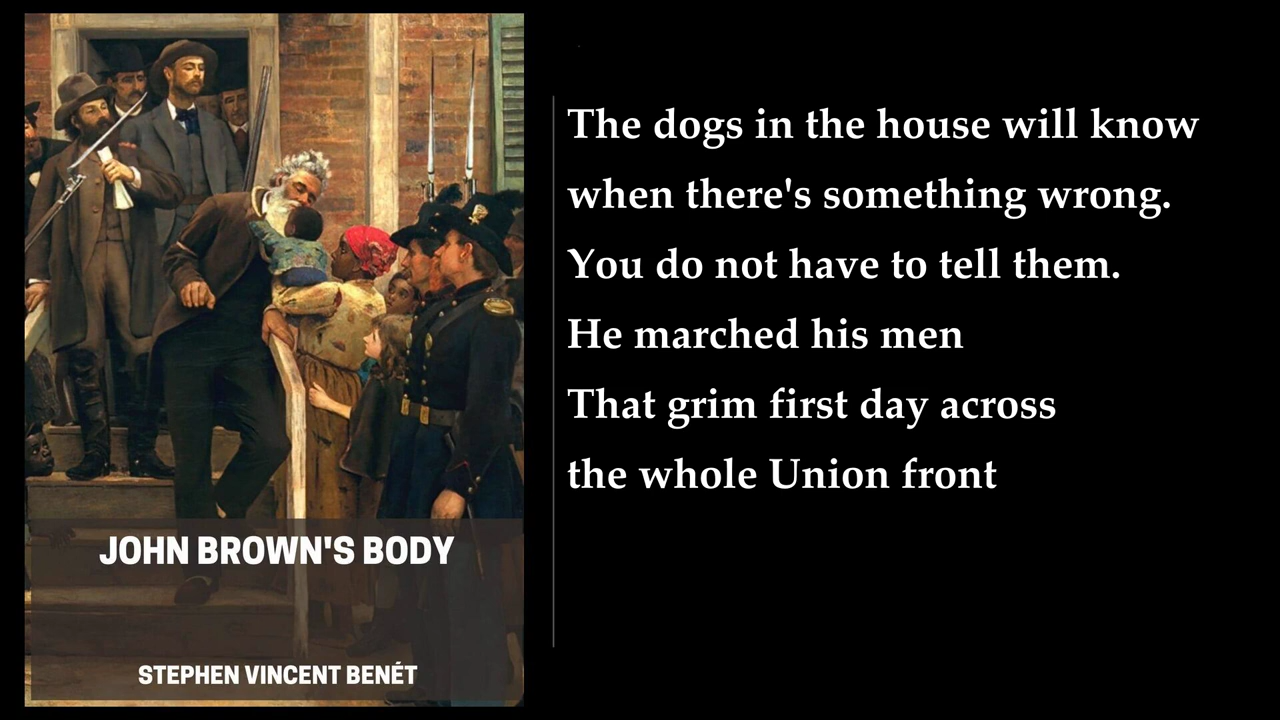 JOHN BROWN'S BODY
STEPHEN VINCENT BENÉT
The dogs in the house will know
when there's something wrong.
You do not have to tell them.
He marched his men
That grim first day across
the whole Union front